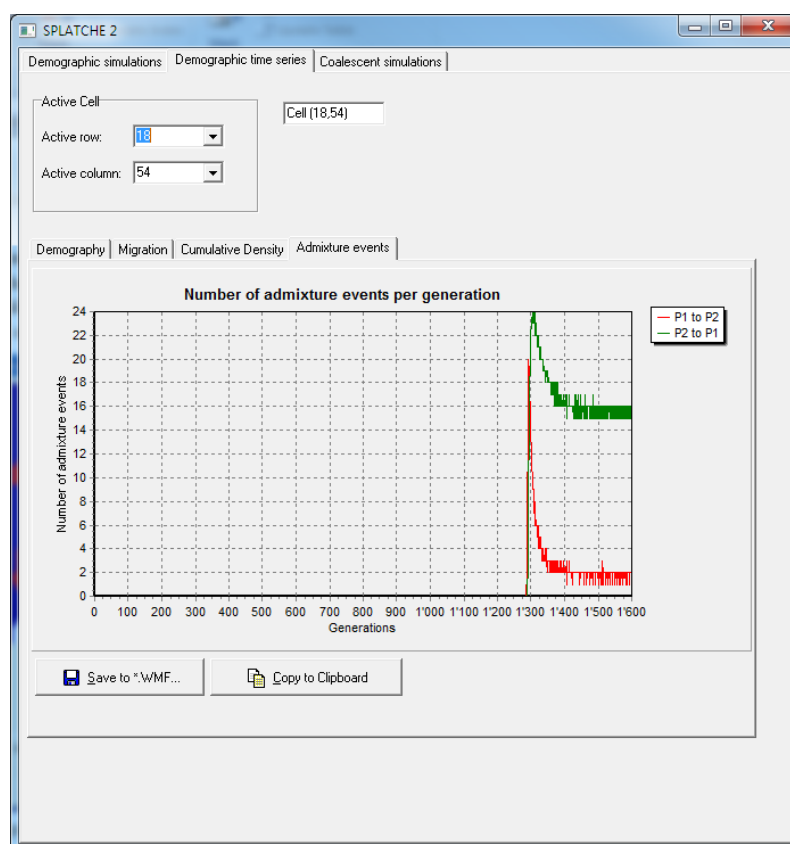 SPLATCHE 2
Demographic simulations Demographic time series Coalescent simulations
Active Cell
Cell (18,54)
Active row: 18
Active column: 54
Demography Migration Cumulative Density Admixture events
Number of admixture events per generation
P1 to P2
P2 to P1
Number of admixture events
24
22
20
18
16
14
12
10
8
6
4
2
0
0 100 200 300 400 500 600 700 800 900 1'000 1'100 1'200 1'300 1'400 1'500 1'600
Generations
Save to *.WMF... Copy to Clipboard